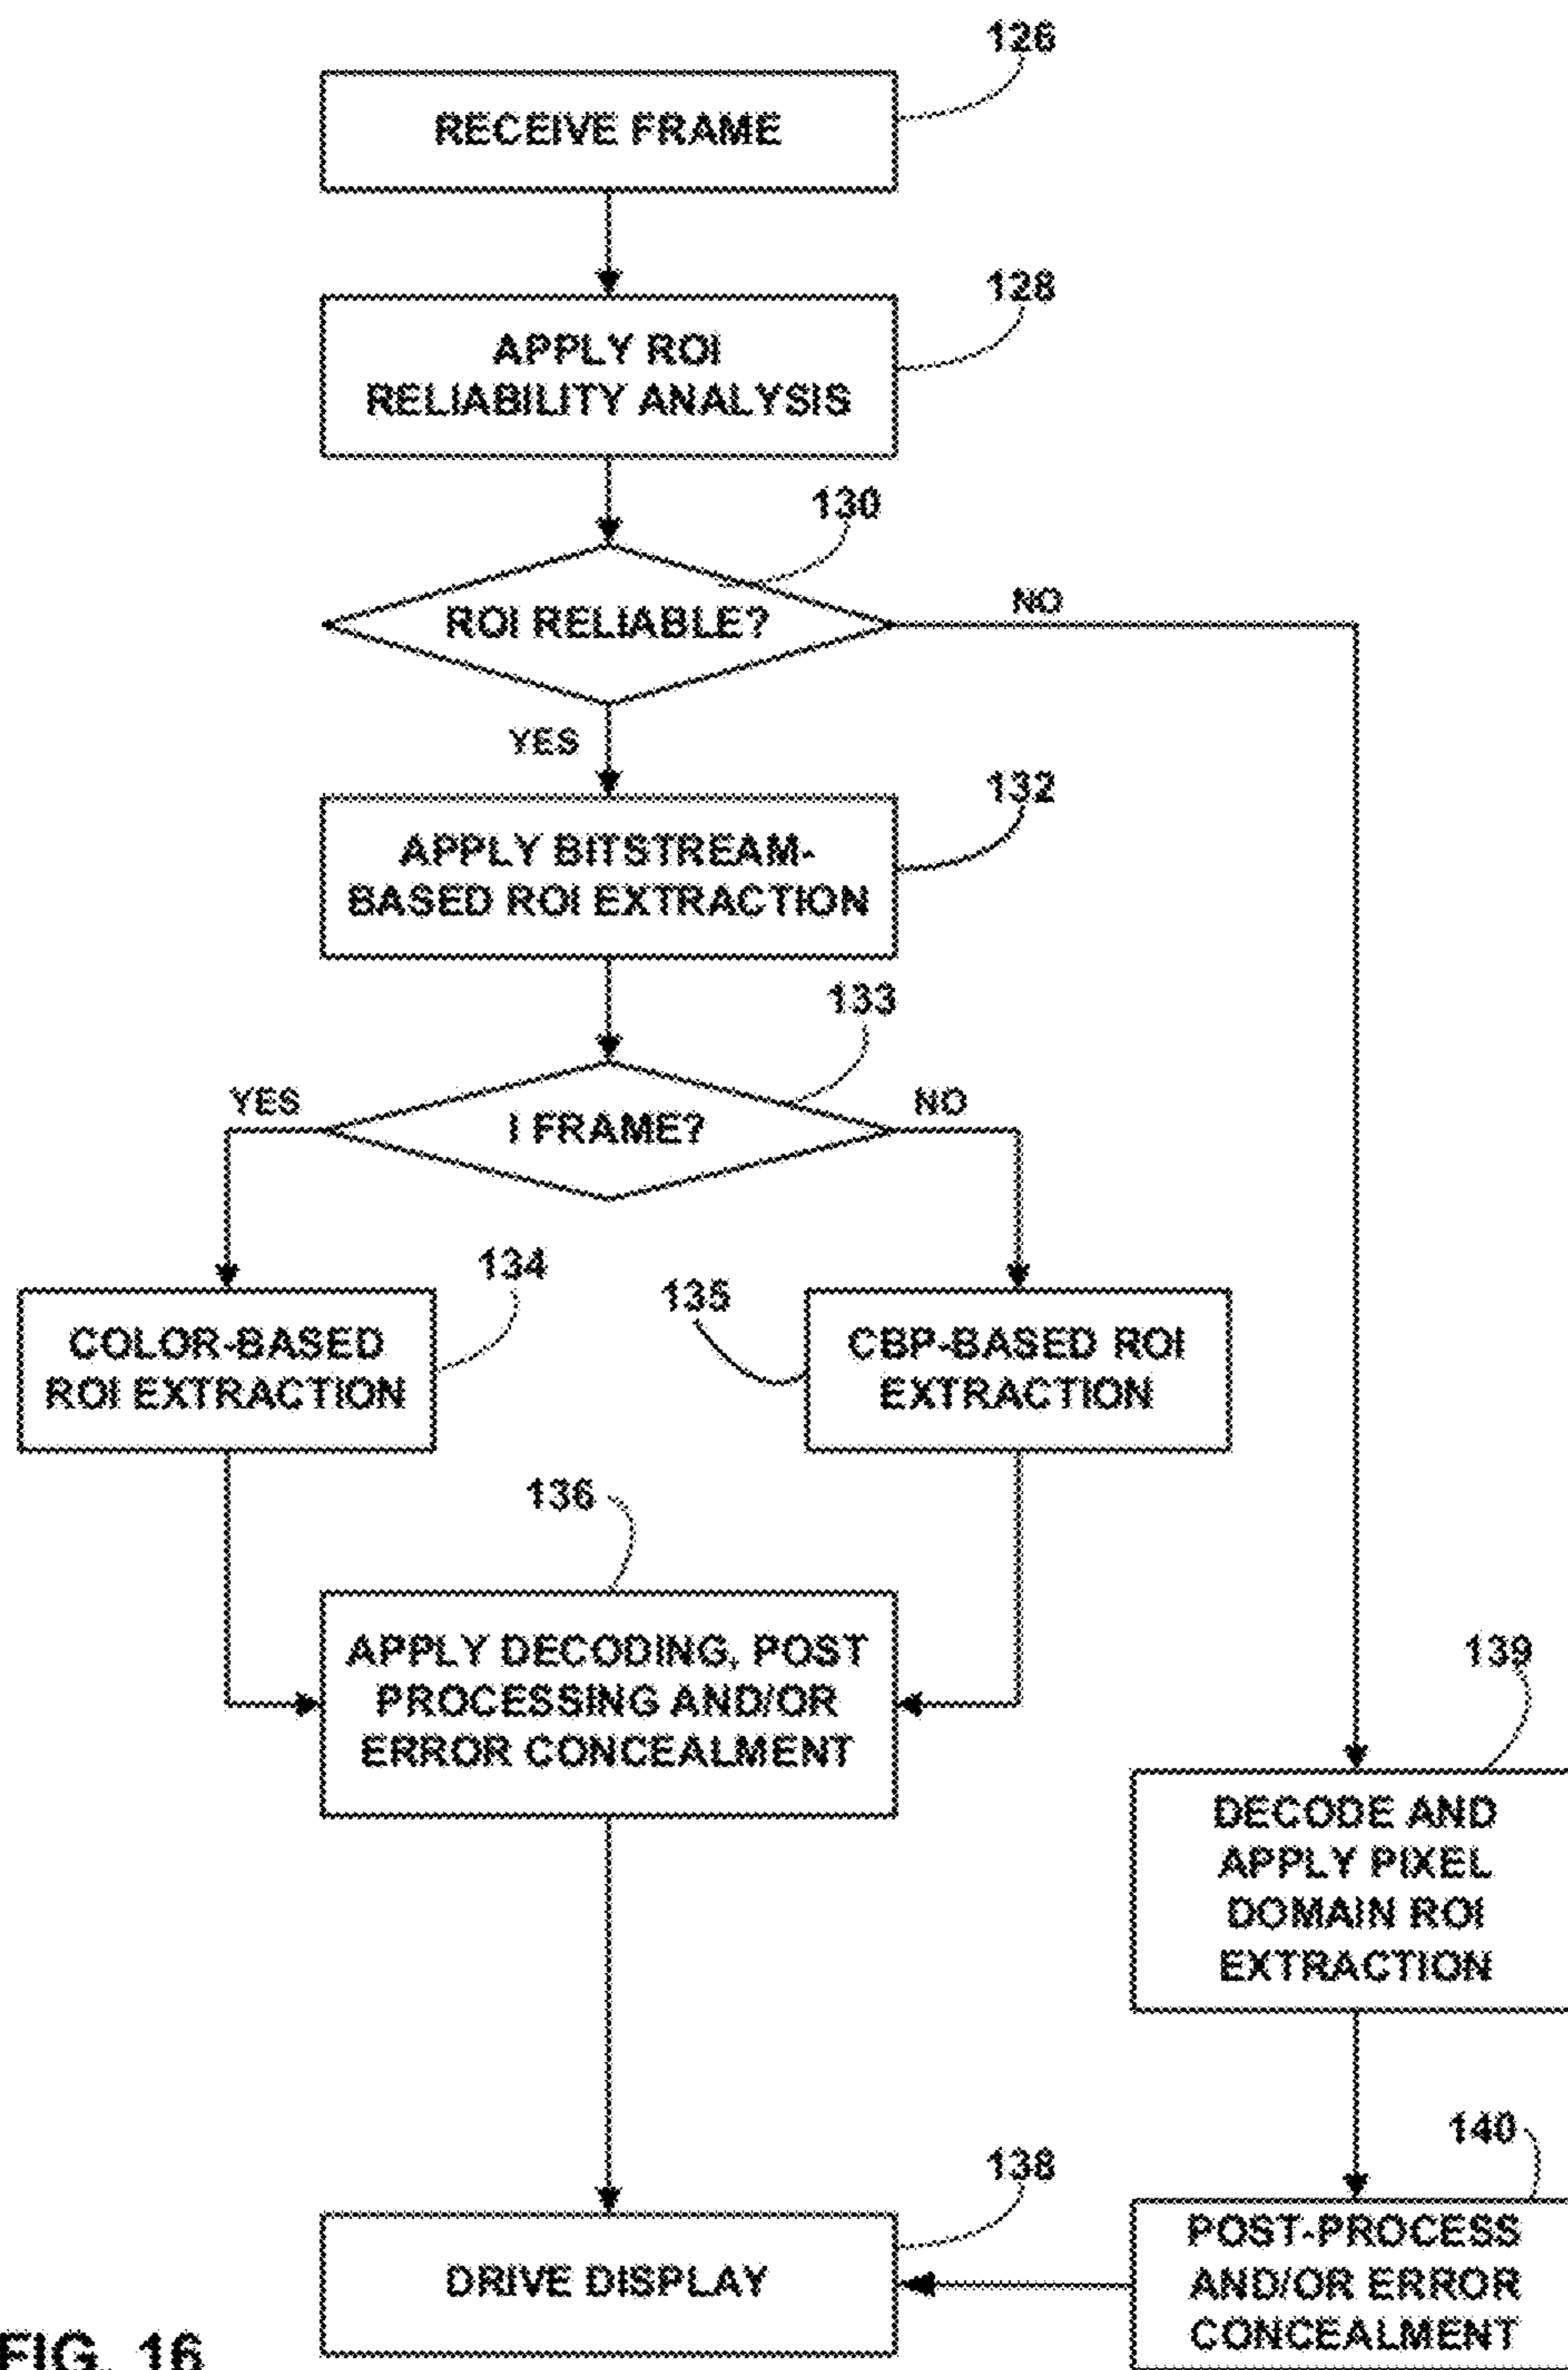 126
RECEIVE FRAME
128
APPLY ROI
RELIABILITY ANALYSIS
130
ROI RELIABLE?
NO
YES
132
APPLY BITSTREAM-
BASED ROI EXTRACTION
133
YES
I FRAME?
NO
134
COLOR-BASED
ROI EXTRACTION
135
CBP-BASED ROI
EXTRACTION
136
APPLY DECODING, POST
PROCESSING AND/OR
ERROR CONCEALMENT
139
DECODE AND
APPLY PIXEL
DOMAIN ROI
EXTRACTION
138
DRIVE DISPLAY
140
POST-PROCESS
AND/OR ERROR
CONCEALMENT
FIG. 16